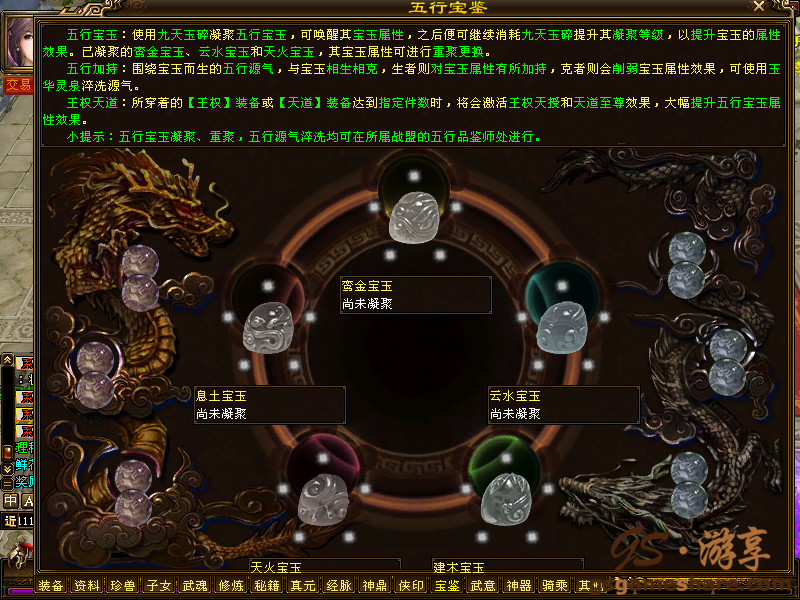 五行宝鉴
五行宝玉：使用九天玉碎凝聚五行宝玉，可唤醒其宝玉属性，之后便可继续消耗九天玉碎提升其凝聚等级，以提升宝玉的属性
效果。已凝聚的蛮金宝玉、云水宝玉和天火宝玉，其宝玉属性可进行重聚更换。
五行加持：围绕宝玉而生的五行源气，与宝玉相生相克，生者则对宝玉属性有所加持，克者则会削弱宝玉属性效果，可使用玉
华灵泉淬洗源气。
王权天道：所穿着的【王权】装备或【天道】装备达到指定件数时，将会激活王权天授和天道至尊效果，大幅提升五行宝玉属
性效果。
小提示：五行宝玉凝聚、重聚，五行源气淬洗均可在所属战盟的五行品鉴师处进行。
交易
蛮金宝玉
尚未凝聚
息土宝玉
尚未凝聚
云水宝玉
尚未凝聚
天火宝玉
建木宝玉
中 A
近
装备 资料 珍兽 子女 武魂 修炼 秘籍 真元 经脉 神鼎 侠印 宝鉴 武意 神器 骑乘 其
游享